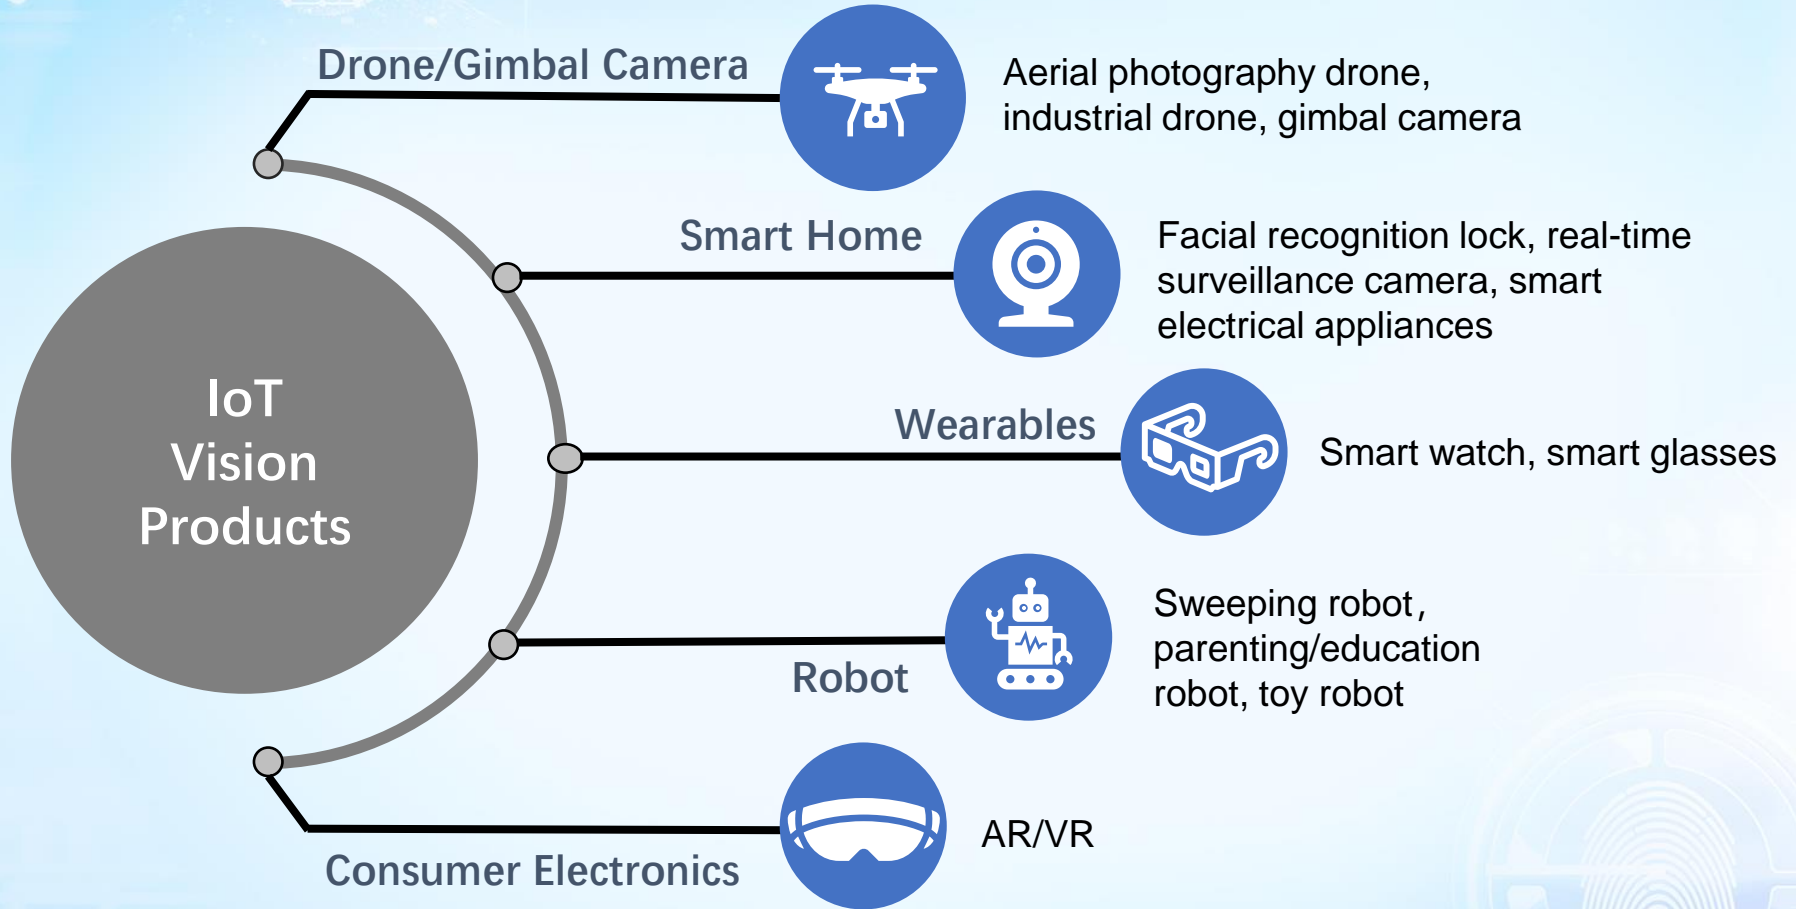 Drone/Gimbal Camera
Aerial photography drone,
industrial drone, gimbal camera
Smart Home
Facial recognition lock, real-time
surveillance camera, smart
electrical appliances
IoT
Vision
Products
Wearables
Smart watch, smart glasses
Robot
Sweeping robot,
parenting/education
robot, toy robot
Consumer Electronics
AR/VR